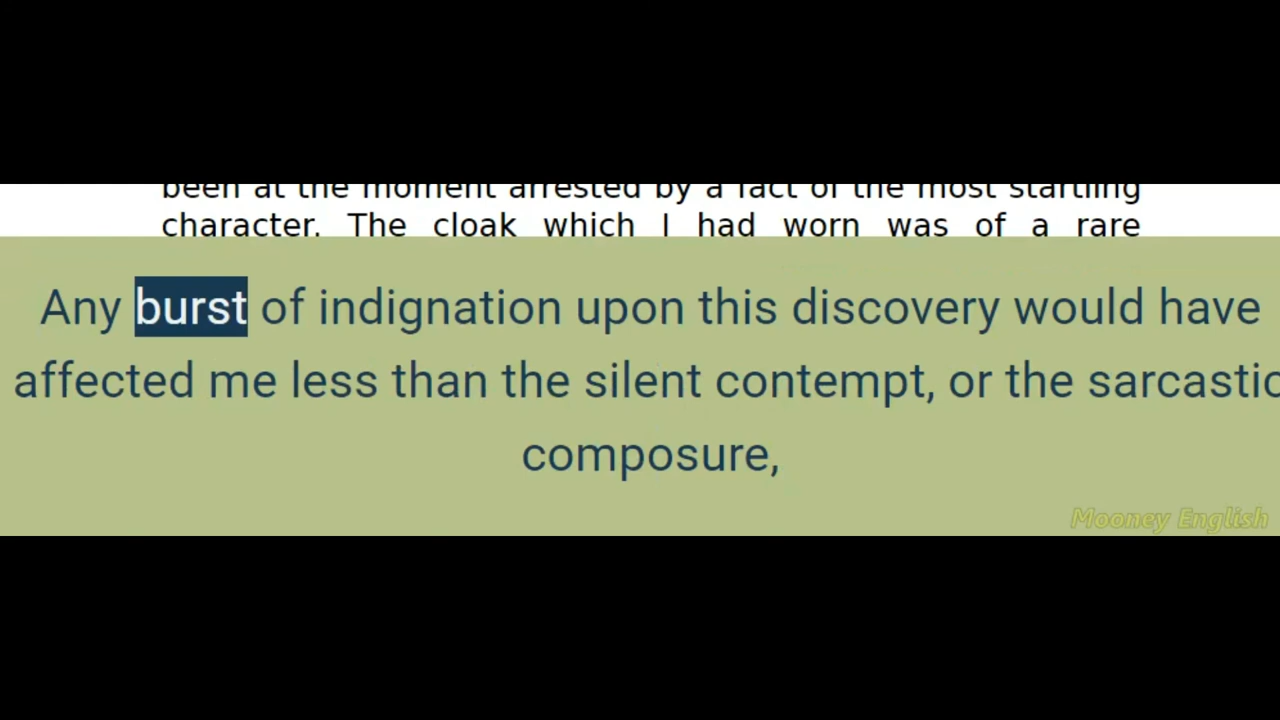 been at the moment arrested by a fact of the most startling
character. The cloak which I had worn was of a rare
Any burst of indignation upon this discovery would have
affected me less than the silent contempt, or the sarcastic
composure,
Mooney English